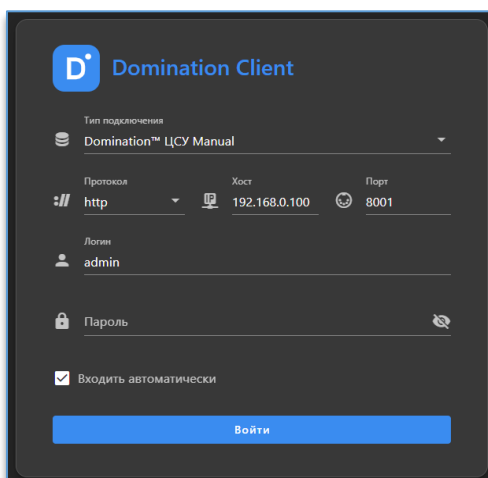 D
Domination Client
Тип подключения
Domination™ ЦСУ Manual
Протокол Хост Порт
:// http IP 192.168.0.100 8001
Логин
admin
Пароль
Входить автоматически
Войти